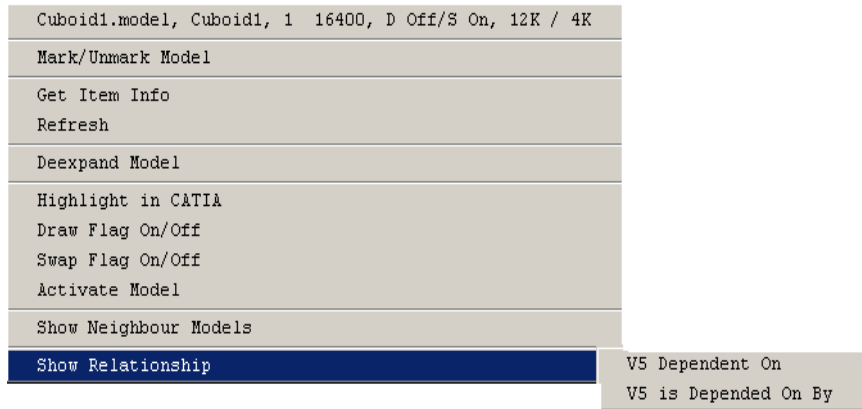 Cuboid1.model, Cuboid1, 1  16400, D Off/S On, 12K / 4K
Mark/Unmark Model
Get Item Info
Refresh
Deexpand Model
Highlight in CATIA
Draw Flag On/Off
Swap Flag On/Off
Activate Model
Show Neighbour Models
Show Relationship
V5 Dependent On
V5 is Depended On By